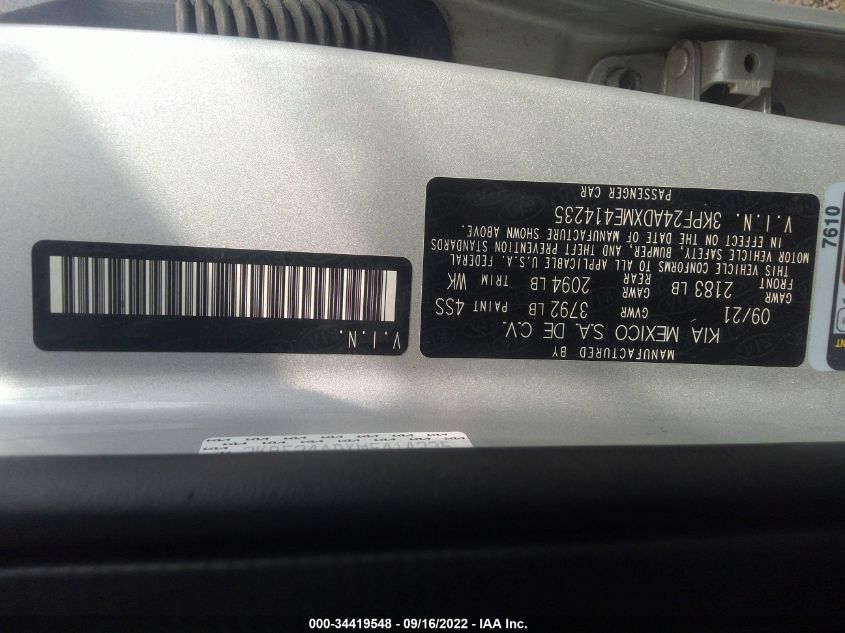 MANUFACTURED BY
KIA MEXICO S.A. DE C.V.
09/21 GVWR 3792 LB PAINT 4SS
GAWR GAWR
FRONT 2183 LB REAR 2094 LB TRIM WK
THIS VEHICLE CONFORMS TO ALL APPLICABLE U.S.A. FEDERAL
MOTOR VEHICLE SAFETY, BUMPER, AND THEFT PREVENTION STANDARDS
IN EFFECT ON THE DATE OF MANUFACTURE SHOWN ABOVE.
V.I.N. 3KPF24ADXME414235
PASSENGER CAR
V.I.N.
7610
3KPF24ADXME414235
000-34419548 - 09/16/2022 - IAA Inc.